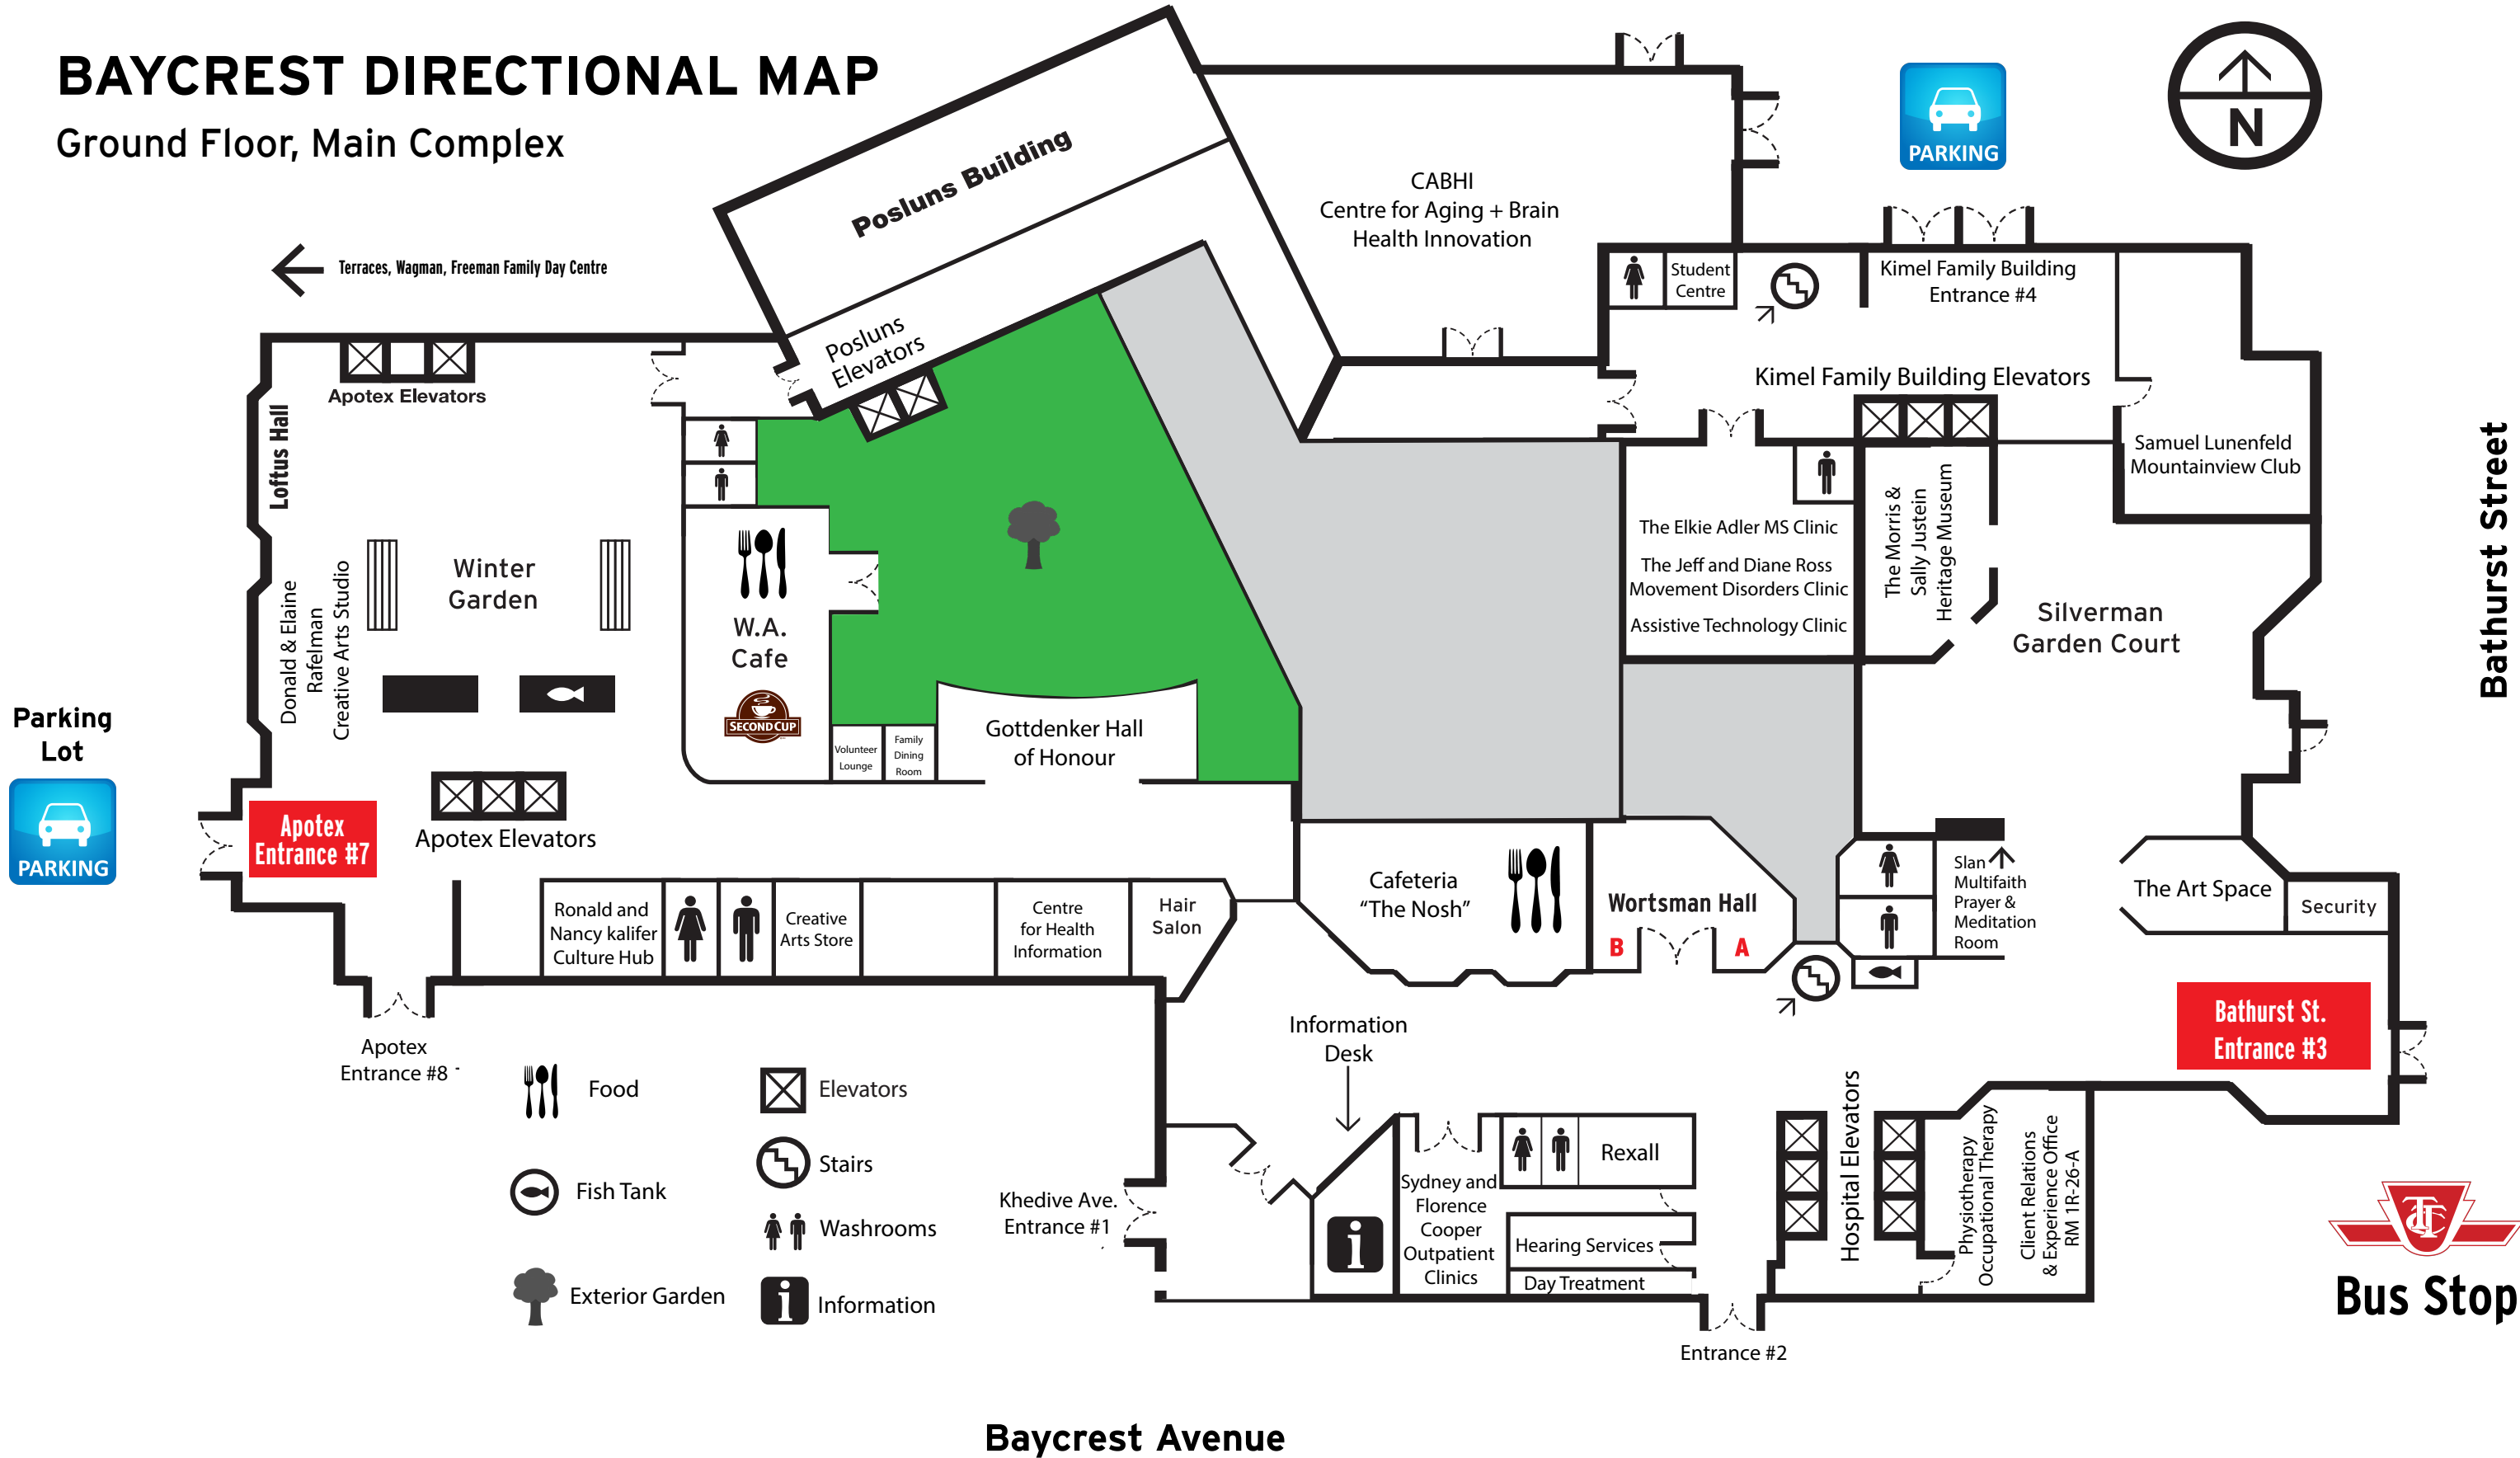 BAYCREST DIRECTIONAL MAP
Ground Floor, Main Complex
Terraces, Wagman, Freeman Family Day Centre
Posluns Building
Posluns
Elevators
CABHI
Centre for Aging + Brain
Health Innovation
PARKING
N
Student
Centre
Kimel Family Building
Entrance #4
Kimel Family Building Elevators
Samuel Lunenfeld
Mountainview Club
Bathurst Street
Apotex Elevators
Loftus Hall
Winter
Garden
Donald & Elaine
Rafelman
Creative Arts Studio
W.A.
Cafe
SECOND CUP
Volunteer
Lounge
Family
Dining
Room
Gottdenker Hall
of Honour
The Elkie Adler MS Clinic
The Jeff and Diane Ross
Movement Disorders Clinic
Assistive Technology Clinic
The Morris &
Sally Justein
Heritage Museum
Silverman
Garden Court
Parking
Lot
PARKING
Apotex
Entrance #7
Apotex Elevators
Ronald and
Nancy kalifer
Culture Hub
Creative
Arts Store
Centre
for Health
Information
Hair
Salon
Cafeteria
"The Nosh"
Wortsman Hall
B
A
Slan
Multifaith
Prayer &
Meditation
Room
The Art Space
Security
Bathurst St.
Entrance #3
Apotex
Entrance #8
Information
Desk
Khedive Ave.
Entrance #1
Food
Elevators
Fish Tank
Stairs
Washrooms
Exterior Garden
i
Information
i
Sydney and
Florence
Cooper
Outpatient
Clinics
Rexall
Hearing Services
Day Treatment
Hospital Elevators
Physiotherapy
Occupational Therapy
Client Relations
& Experience Office
RM 1R-26-A
TTC
Bus Stop
Entrance #2
Baycrest Avenue